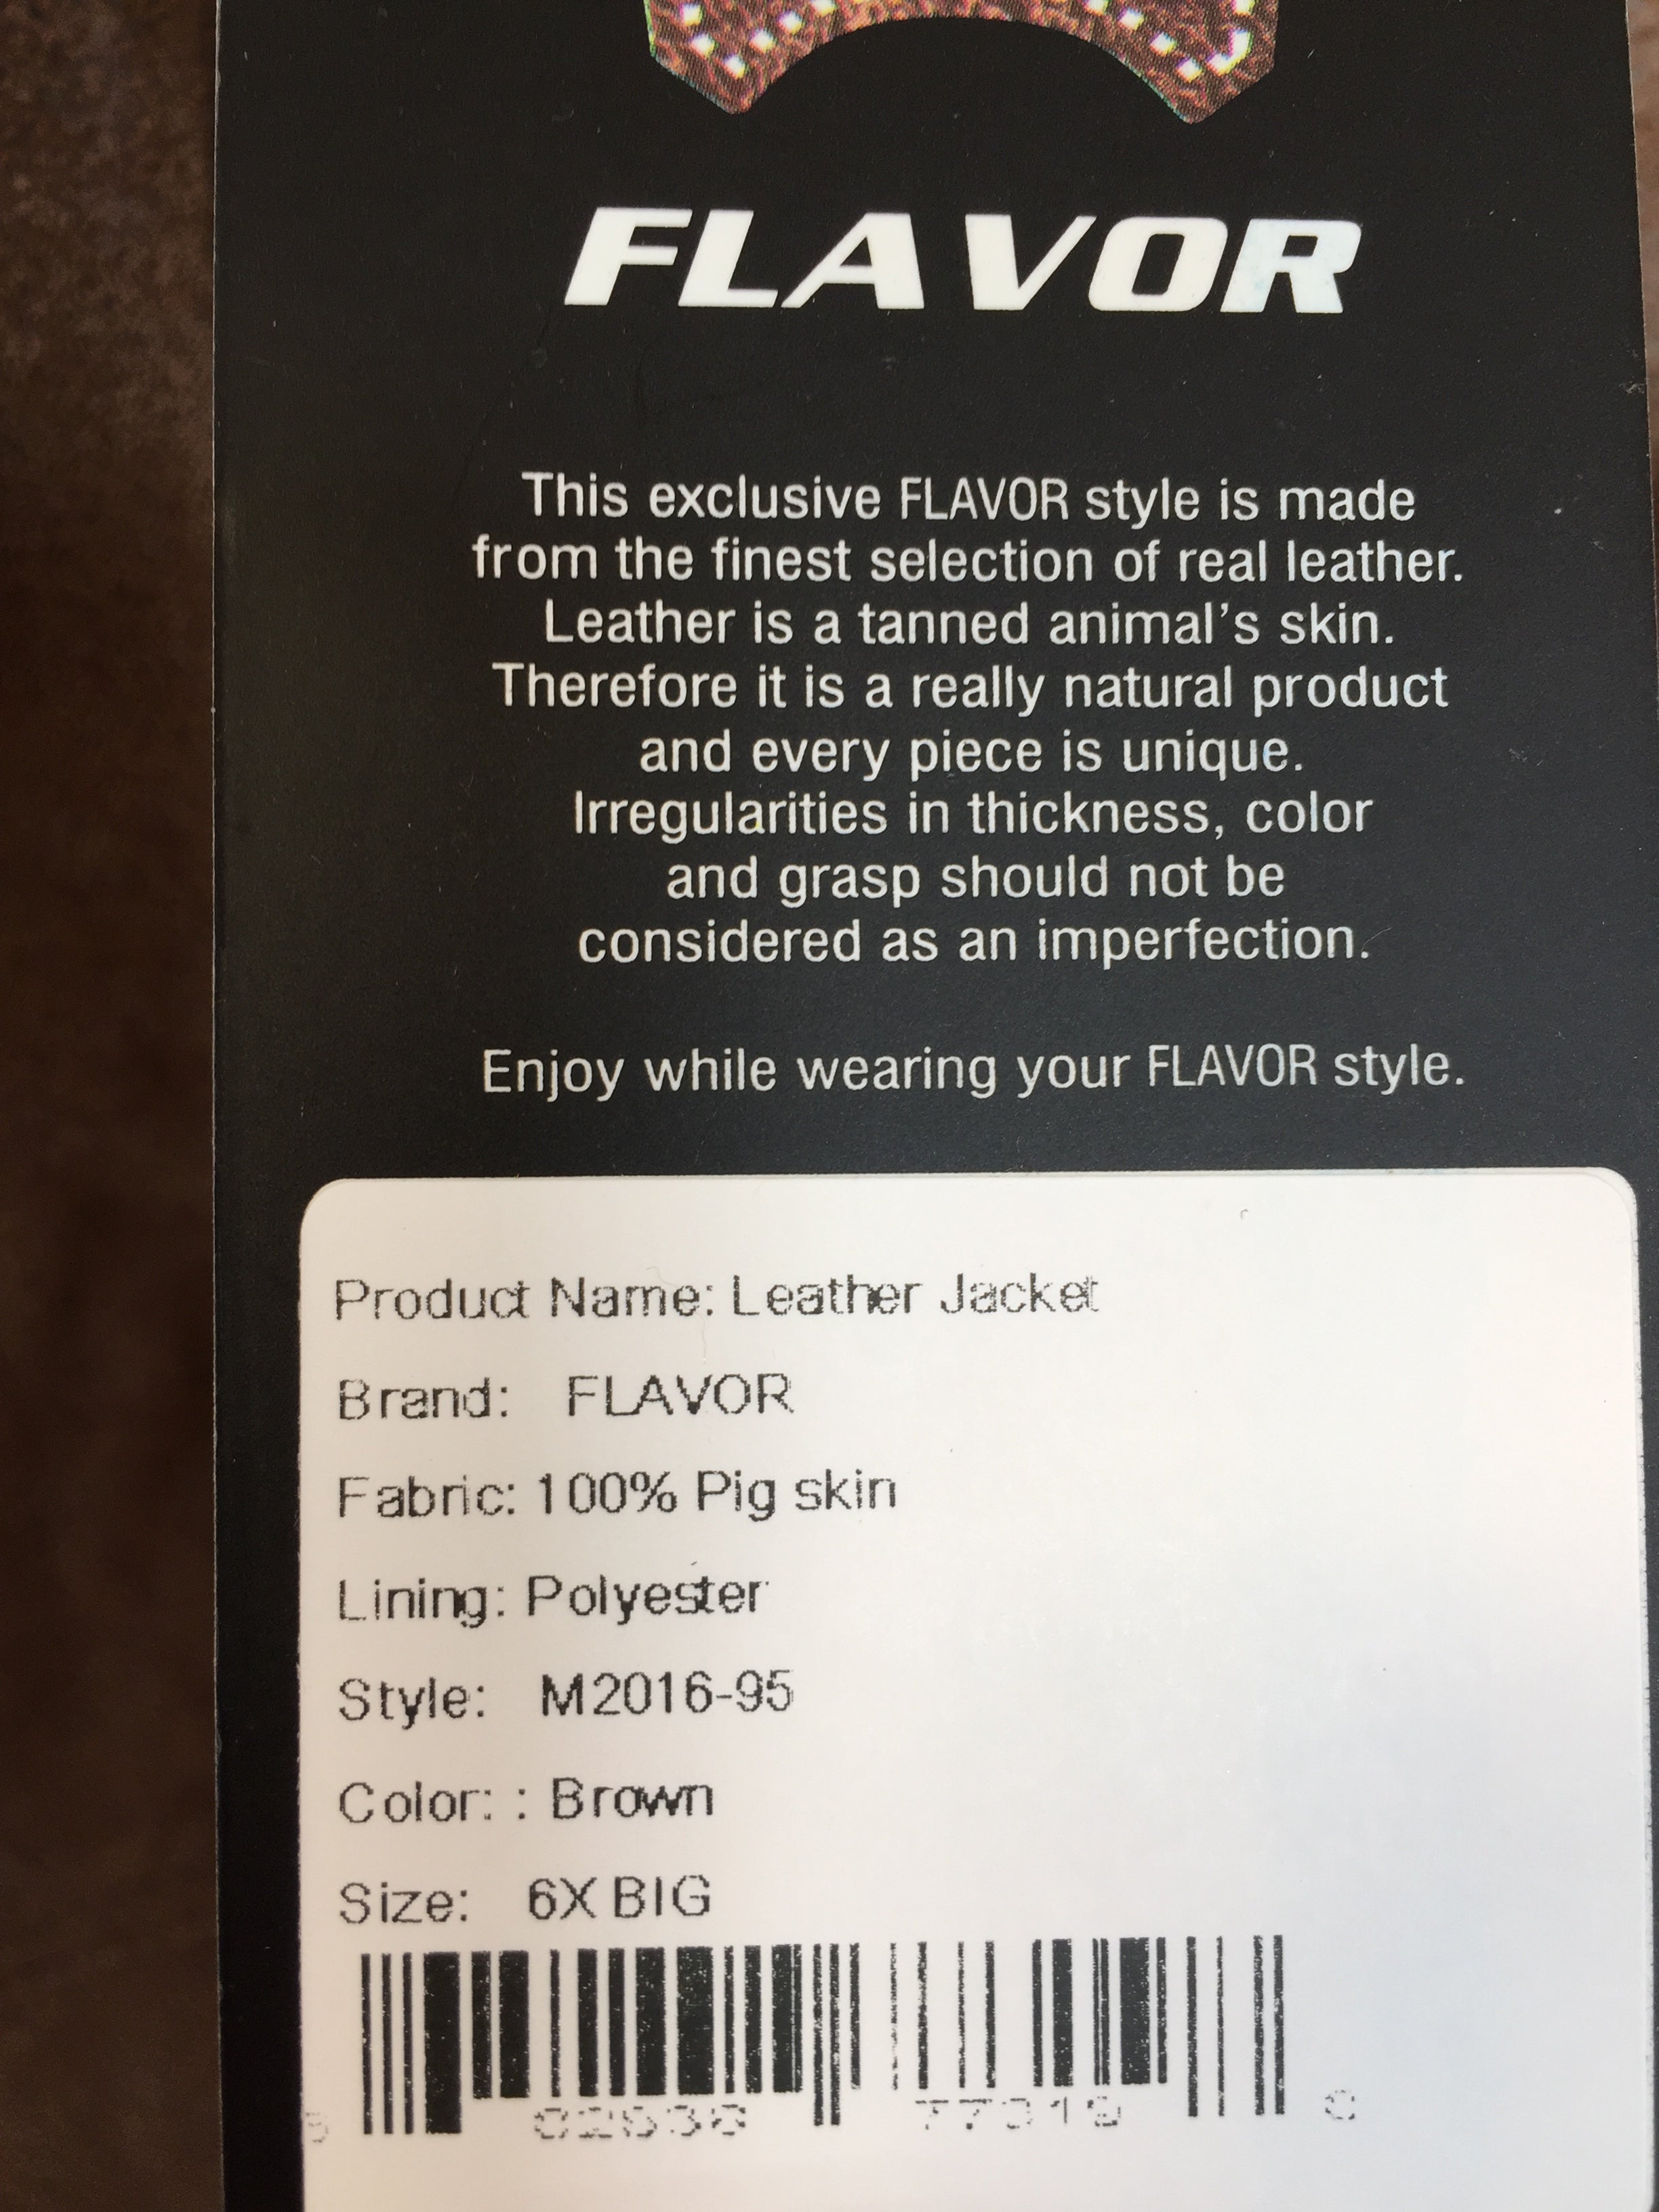 FLAVOR
This exclusive FLAVOR style is made
from the finest selection of real leather.
Leather is a tanned animal's skin.
Therefore it is a really natural product
and every piece is unique.
Irregularities in thickness, color
and grasp should not be
considered as an imperfection.
Enjoy while wearing your FLAVOR style.
Product Name: Leather Jacket
Brand: FLAVOR
Fabric: 100% Pig skin
Lining: Polyester
Style: M2016-95
Color: : Brown
Size: 6X BIG